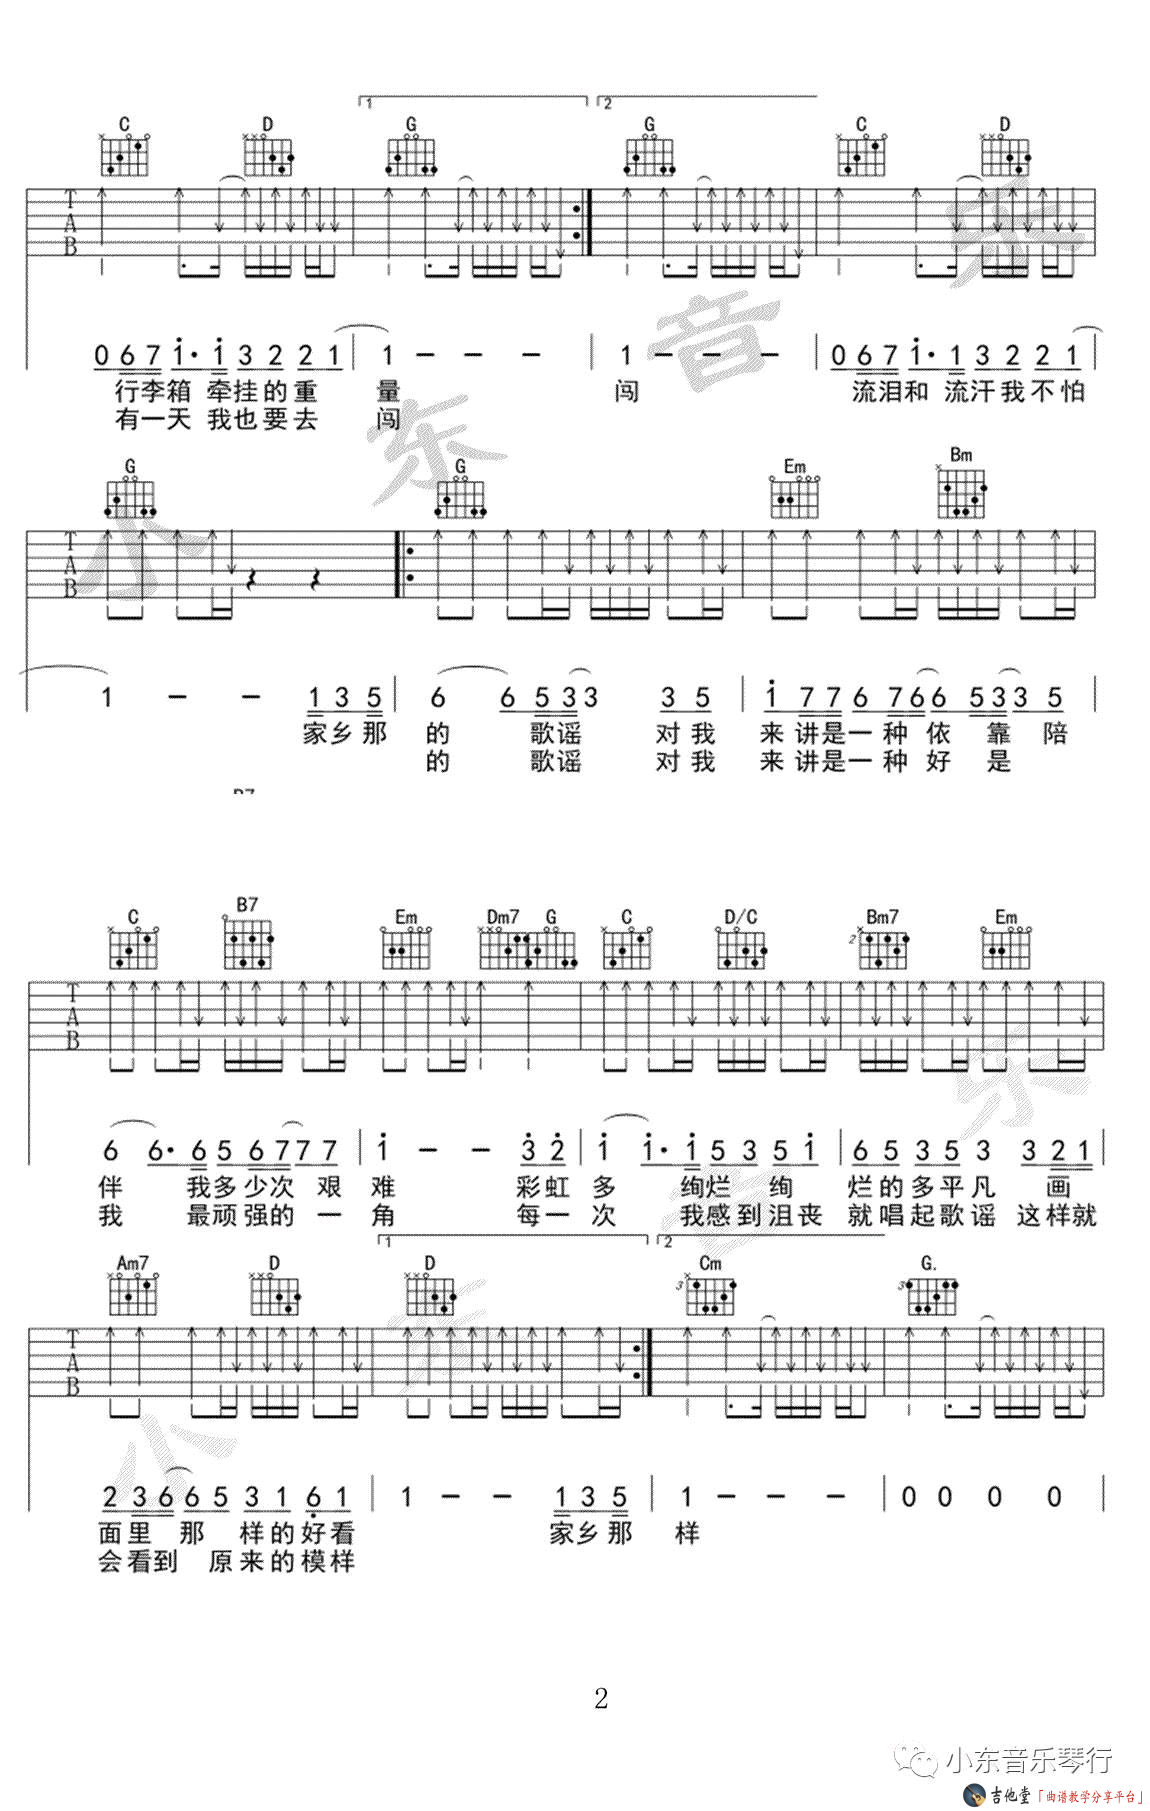 1 2
C D G G C D
T A B
0 6 7 1· 1 3 2 2 1 | 1 - - - | 1 - - - | 0 6 7 1· 1 3 2 2 1 |
行李箱 牵挂的重 量 闯 流泪和 流汗我不怕
有一天 我也要去 闯
G G Em Bm
T A B
1 - - 1 3 5 | 6 6 5 3 3 3 5 | 1 7 7 6 7 6 6 5 3 3 5 |
家乡那 的 歌谣 对我 来讲是一种依 靠 陪
的 歌谣 对我 来讲是一种好 是
C B7 Em Dm7 G C D/C Bm7 Em
2
T A B
6 6· 6 5 6 7 7 7 | 1 - - 3 2 | 1 1· 1 5 3 5 1 | 6 5 3 5 3 3 2 1 |
伴 我多少次 艰 难 彩虹 多 绚烂 绚 烂的多平凡 画
我 最顽强的 一 角 每一 次 我感到沮丧 就唱起歌谣 这样就
1 2
Am7 D D Cm G.
3 3
T A B
2 3 6 6 5 3 1 6 1 | 1 - - 1 3 5 | 1 - - - | 0 0 0 0 |
面里 那 样的好看 家乡那 样
会看到 原来的模样
小东音乐
小东音乐
2
小东音乐琴行
吉他堂「曲谱教学分享平台」